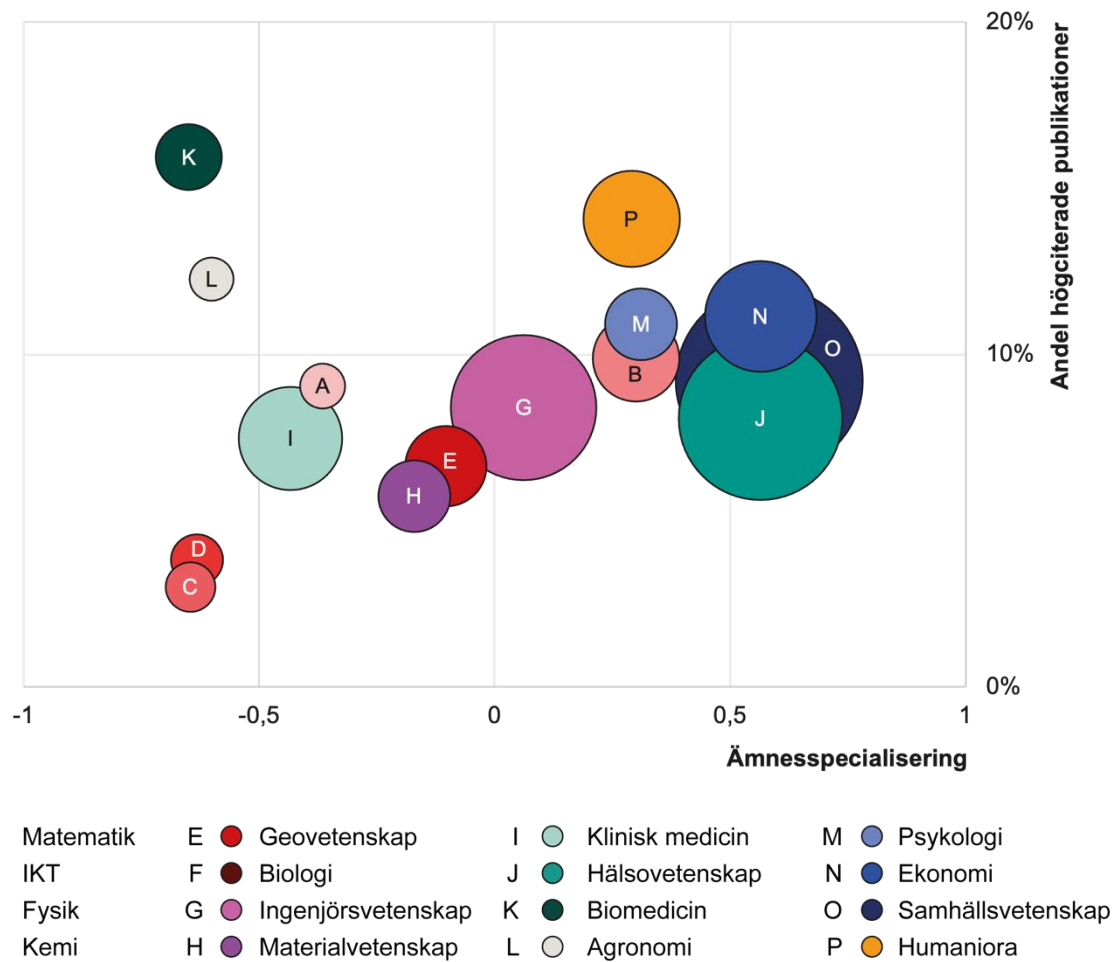 20%
Andel högciterade publikationer
K
P
L
N
M
O
10%
B
A
G
J
I
E
H
D
C
0%
-1 -0,5 0 0,5 1
Ämnesspecialisering
Matematik E Geovetenskap I Klinisk medicin M Psykologi
IKT F Biologi J Hälsovetenskap N Ekonomi
Fysik G Ingenjörsvetenskap K Biomedicin O Samhällsvetenskap
Kemi H Materialvetenskap L Agronomi P Humaniora